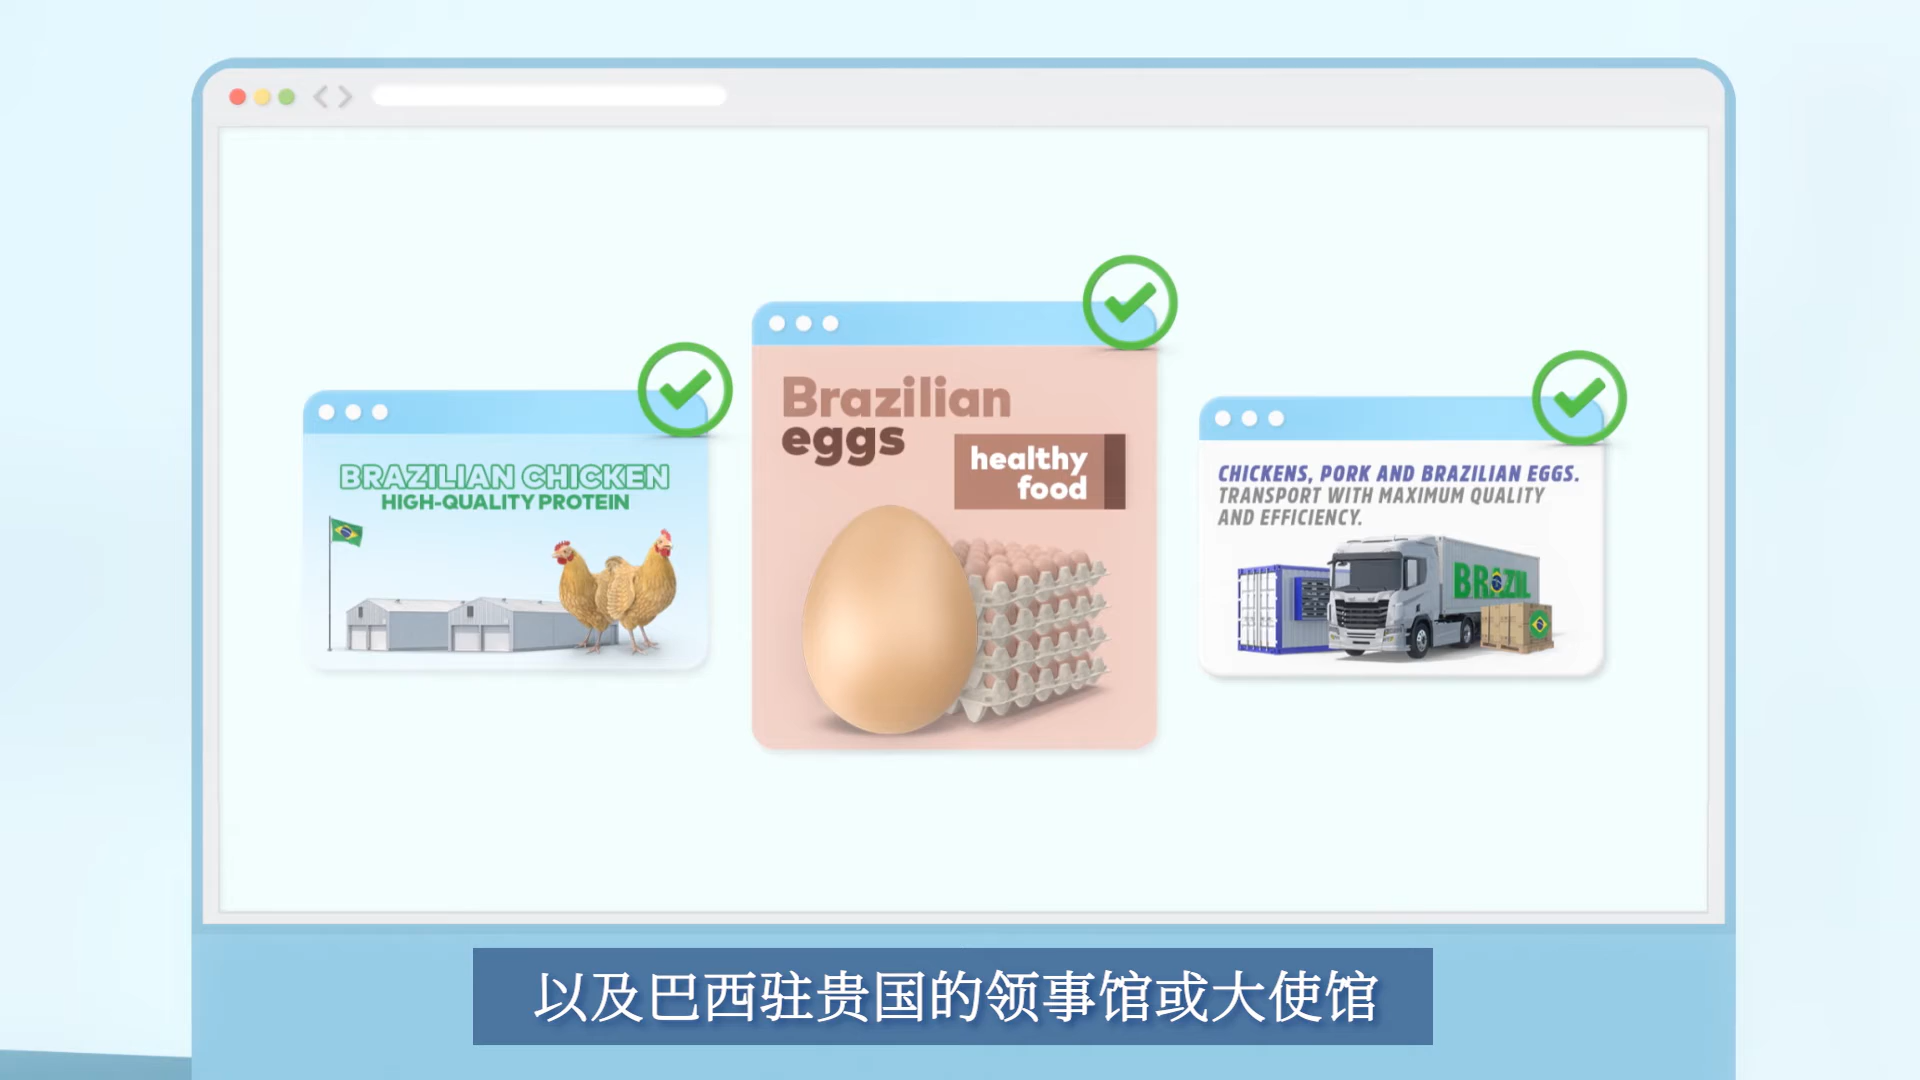 BRAZILIAN CHICKEN
HIGH-QUALITY PROTEIN
Brazilian
eggs
healthy
food
CHICKENS, PORK AND BRAZILIAN EGGS.
TRANSPORT WITH MAXIMUM QUALITY
AND EFFICIENCY.
BRAZIL
以及巴西驻贵国的领事馆或大使馆